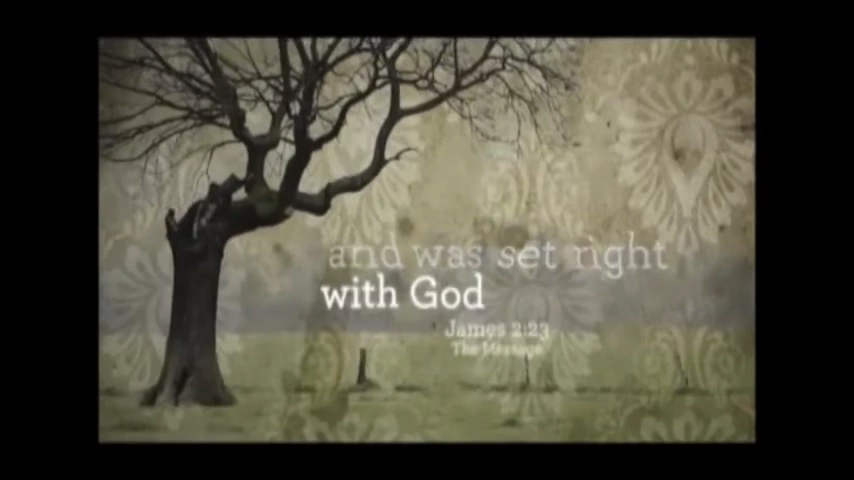 and was set right
with God
James 2:23
The Message